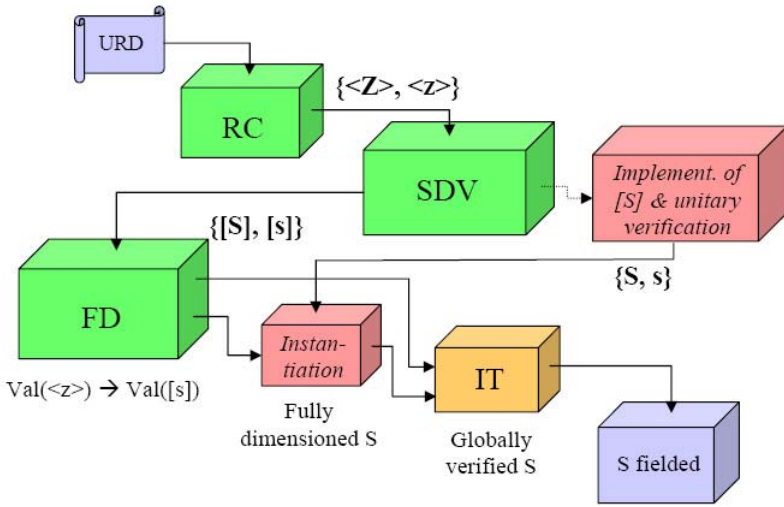 URD
{<Z>, <z>}
RC
SDV
Implement. of
[S] & unitary
verification
{[S], [s]}
{S, s}
FD
Instan-
tiation
IT
Val(<z>) → Val([s])
Fully
dimensioned S
Globally
verified S
S fielded